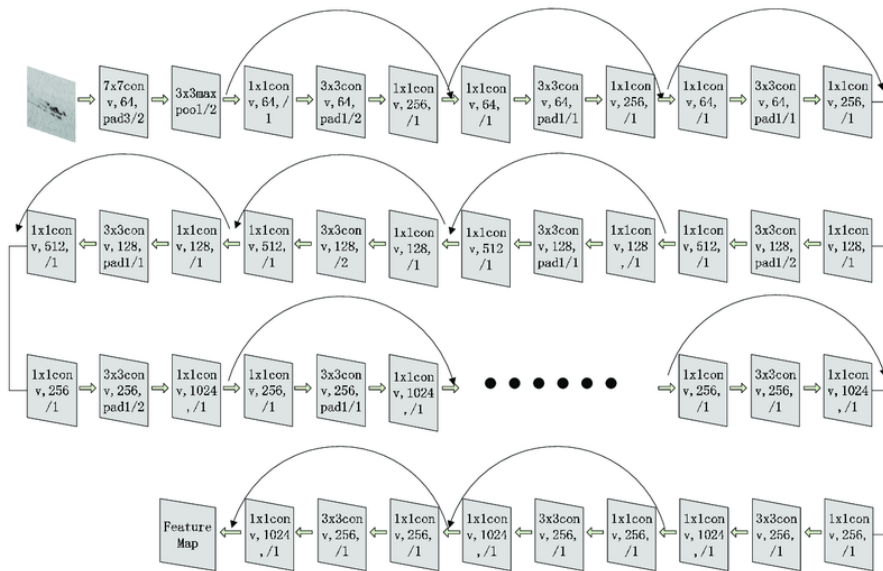 7x7con
v,64,
pad3/2
3x3max
pool/2
1x1con
v,64,/
1
3x3con
v,64,
pad1/2
1x1con
v,256,
/1
1x1con
v,64,
/1
3x3con
v,64,
pad1/1
1x1con
v,256,
/1
1x1con
v,64,
/1
3x3con
v,64,
pad1/1
1x1con
v,256,
/1
1x1con
v,512,
/1
3x3con
v,128,
pad1/1
1x1con
v,128,
/1
1x1con
v,512,
/1
3x3con
v,128,
/2
1x1con
v,128,
/1
1x1con
v,512
/1
3x3con
v,128,
pad1/1
1x1con
v,128
,/1
1x1con
v,512,
/1
3x3con
v,128,
pad1/2
1x1con
v,128,
/1
1x1con
v,256
/1
3x3con
v,256,
pad1/2
1x1con
v,1024
,/1
1x1con
v,256,
/1
3x3con
v,256,
pad1/1
1x1con
v,1024
,/1
1x1con
v,256,
/1
3x3con
v,256,
/1
1x1con
v,1024
,/1
Feature
Map
1x1con
v,1024
,/1
3x3con
v,256,
/1
1x1con
v,256,
/1
1x1con
v,1024
,/1
3x3con
v,256,
/1
1x1con
v,256,
/1
1x1con
v,1024
,/1
3x3con
v,256,
/1
1x1con
v,256,
/1